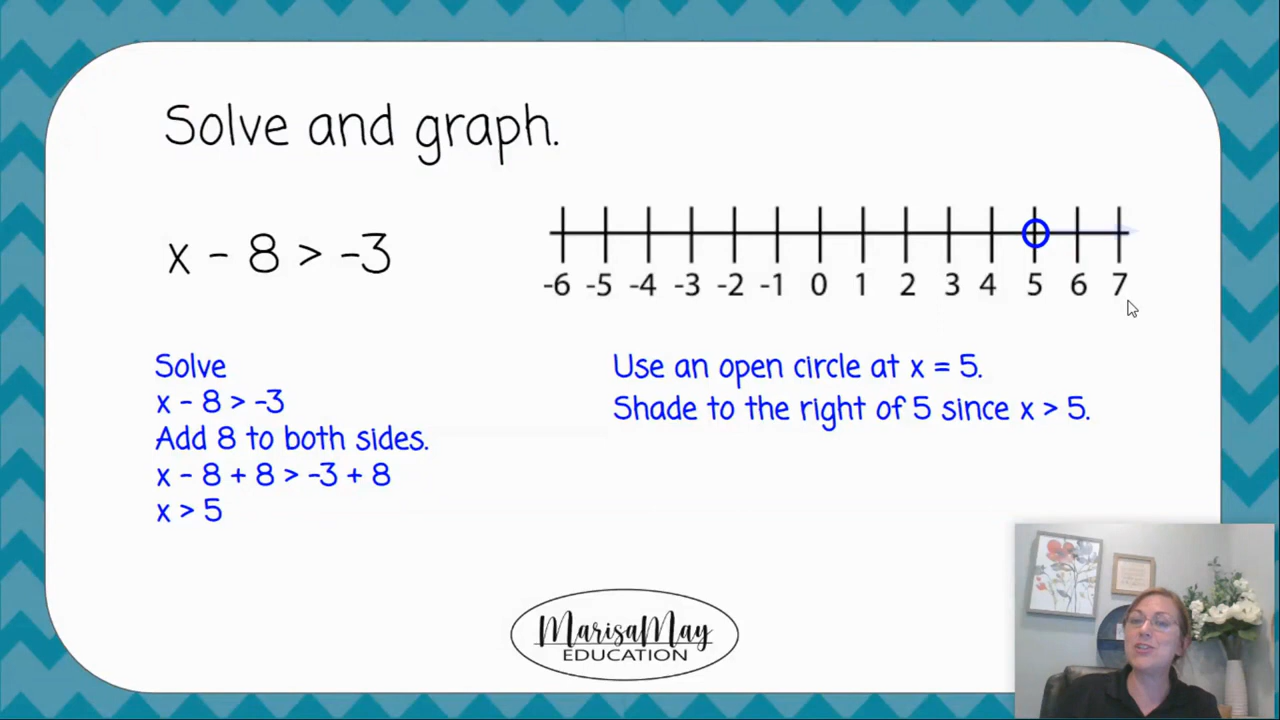 Solve and graph.
x - 8 > -3
-6 -5 -4 -3 -2 -1 0 1 2 3 4 5 6 7
Solve
x - 8 > -3
Add 8 to both sides.
x - 8 + 8 > -3 + 8
x > 5
Use an open circle at x = 5.
Shade to the right of 5 since x > 5.
MarisaMay
EDUCATION